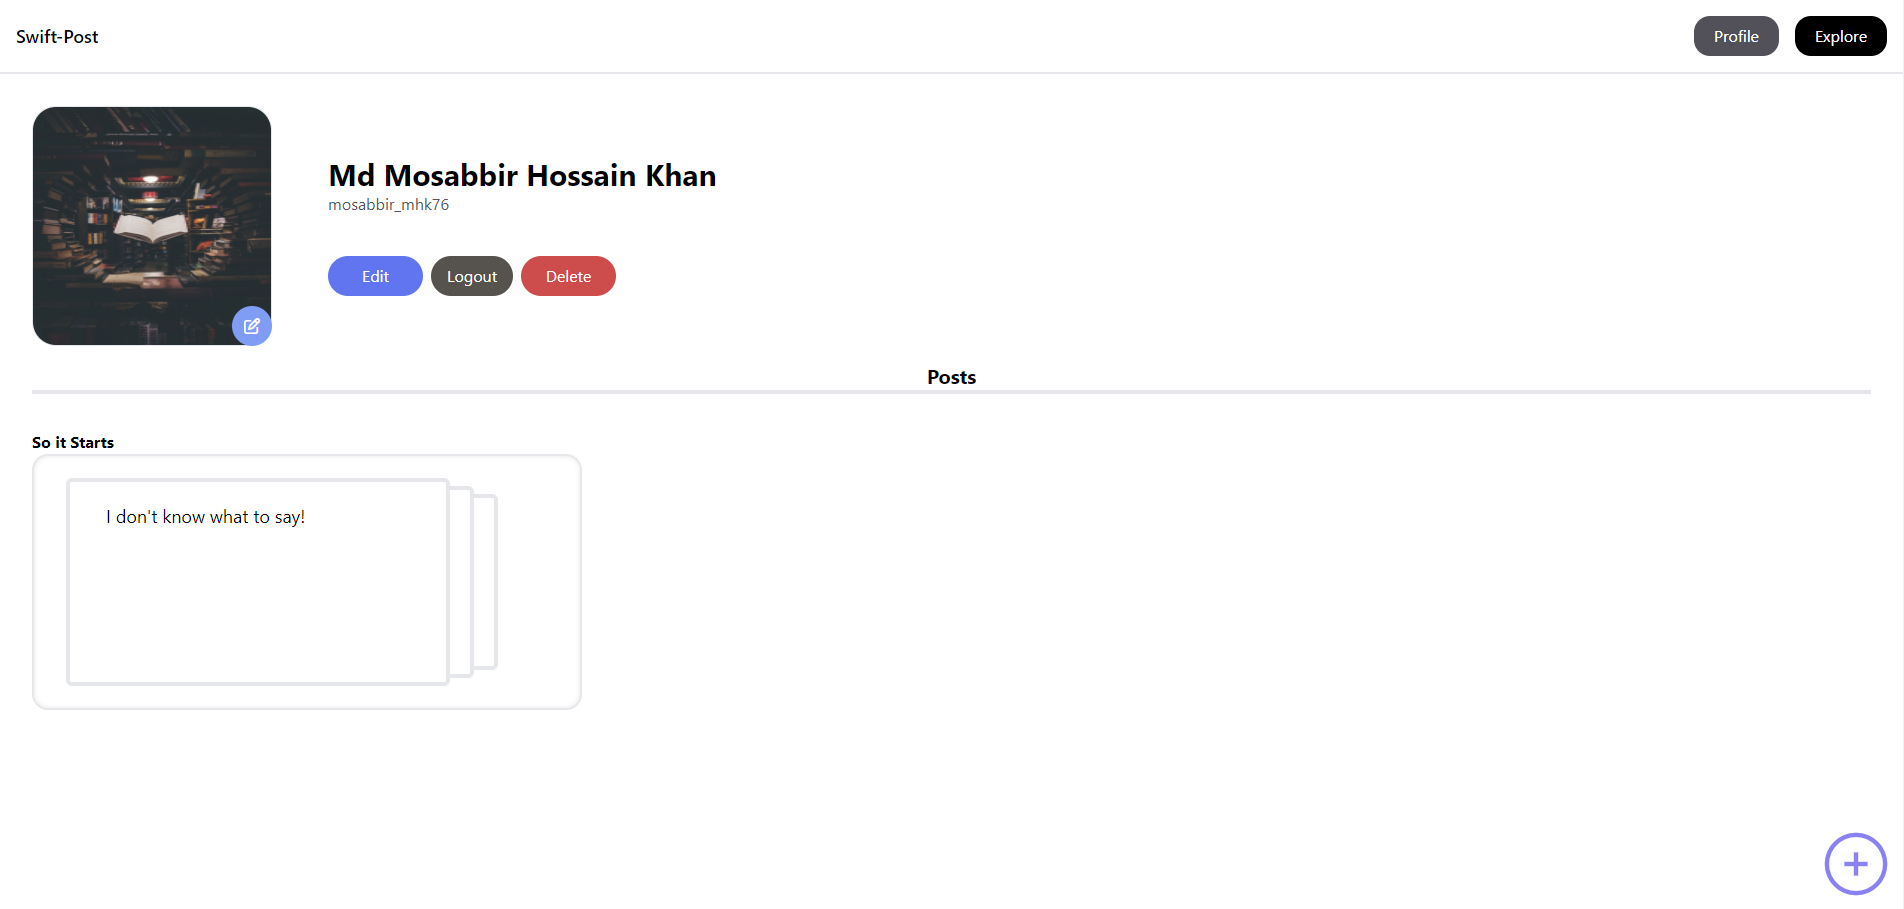 Swift-Post
Profile
Explore
Md Mosabbir Hossain Khan
mosabbir_mhk76
Edit
Logout
Delete
Posts
So it Starts
I don't know what to say!